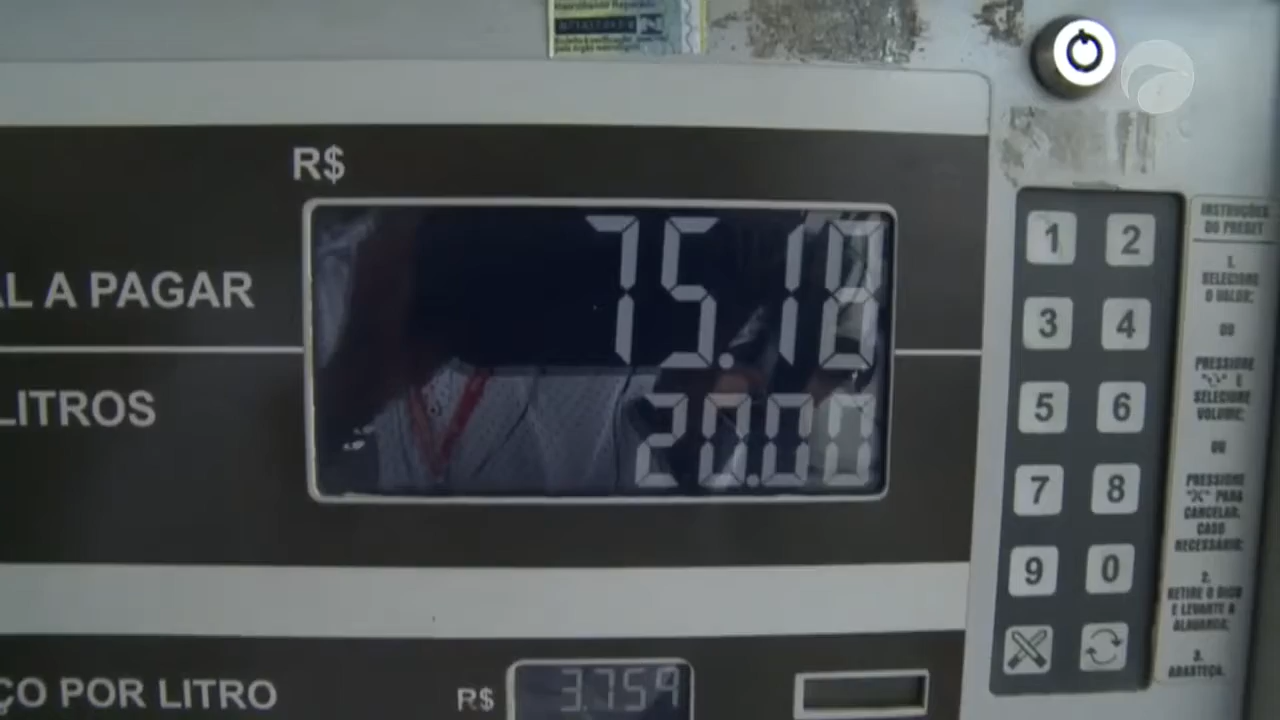 R$
AL A PAGAR
75.18
LITROS
20.00
ÇO POR LITRO
R$
3.759
1
2
3
4
5
6
7
8
9
0
INSTRUÇÕES
DO PRESET
1.
SELECIONE
O VALOR;
OU
PRESSIONE
SELECIONE
VOLUME;
OU
PRESSIONE
"X" PARA
CANCELAR,
CASO
NECESSÁRIO;
2.
RETIRE O BICO
E LEVANTE A
ALAVANCA;
3.
ABASTEÇA.